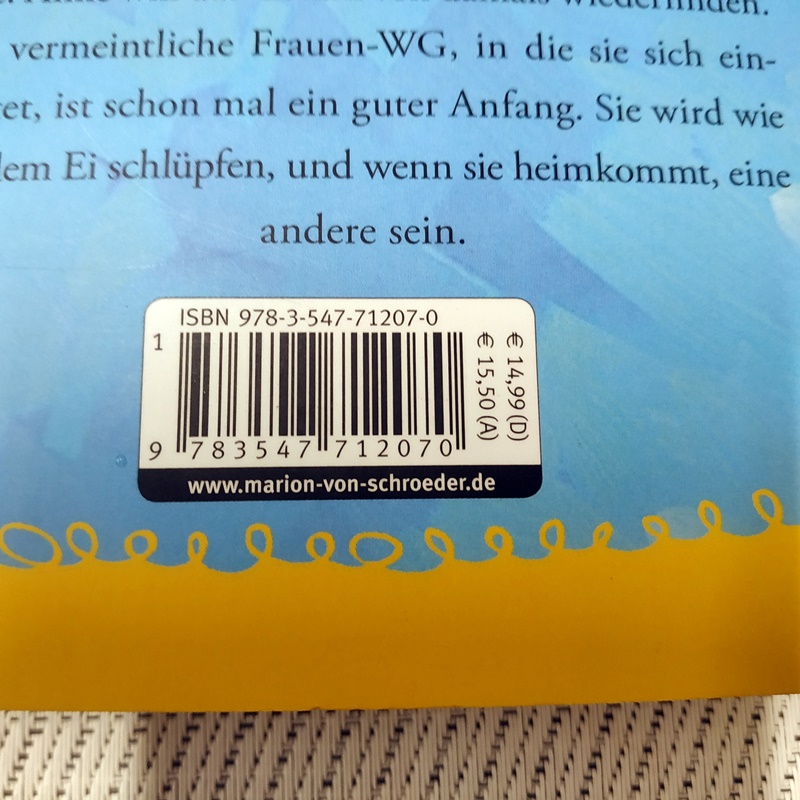 vermeintliche Frauen-WG, in die sie sich ein-
et, ist schon mal ein guter Anfang. Sie wird wie
dem Ei schlüpfen, und wenn sie heimkommt, eine
andere sein.
ISBN 978-3-547-71207-0
1
€ 14,99 (D)
€ 15,50 (A)
9 783547 712070
www.marion-von-schroeder.de